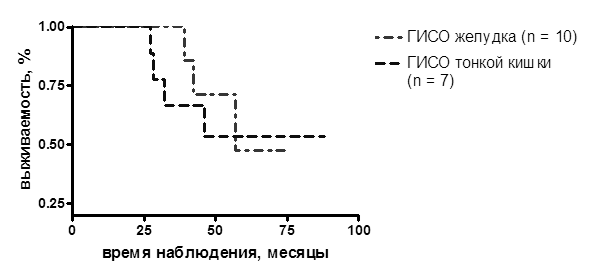 1.00
0.75
0.50
0.25
0 25 50 75 100
выживаемость, %
время наблюдения, месяцы
ГИСО желудка (n = 10)
ГИСО тонкой кишки
(n = 7)